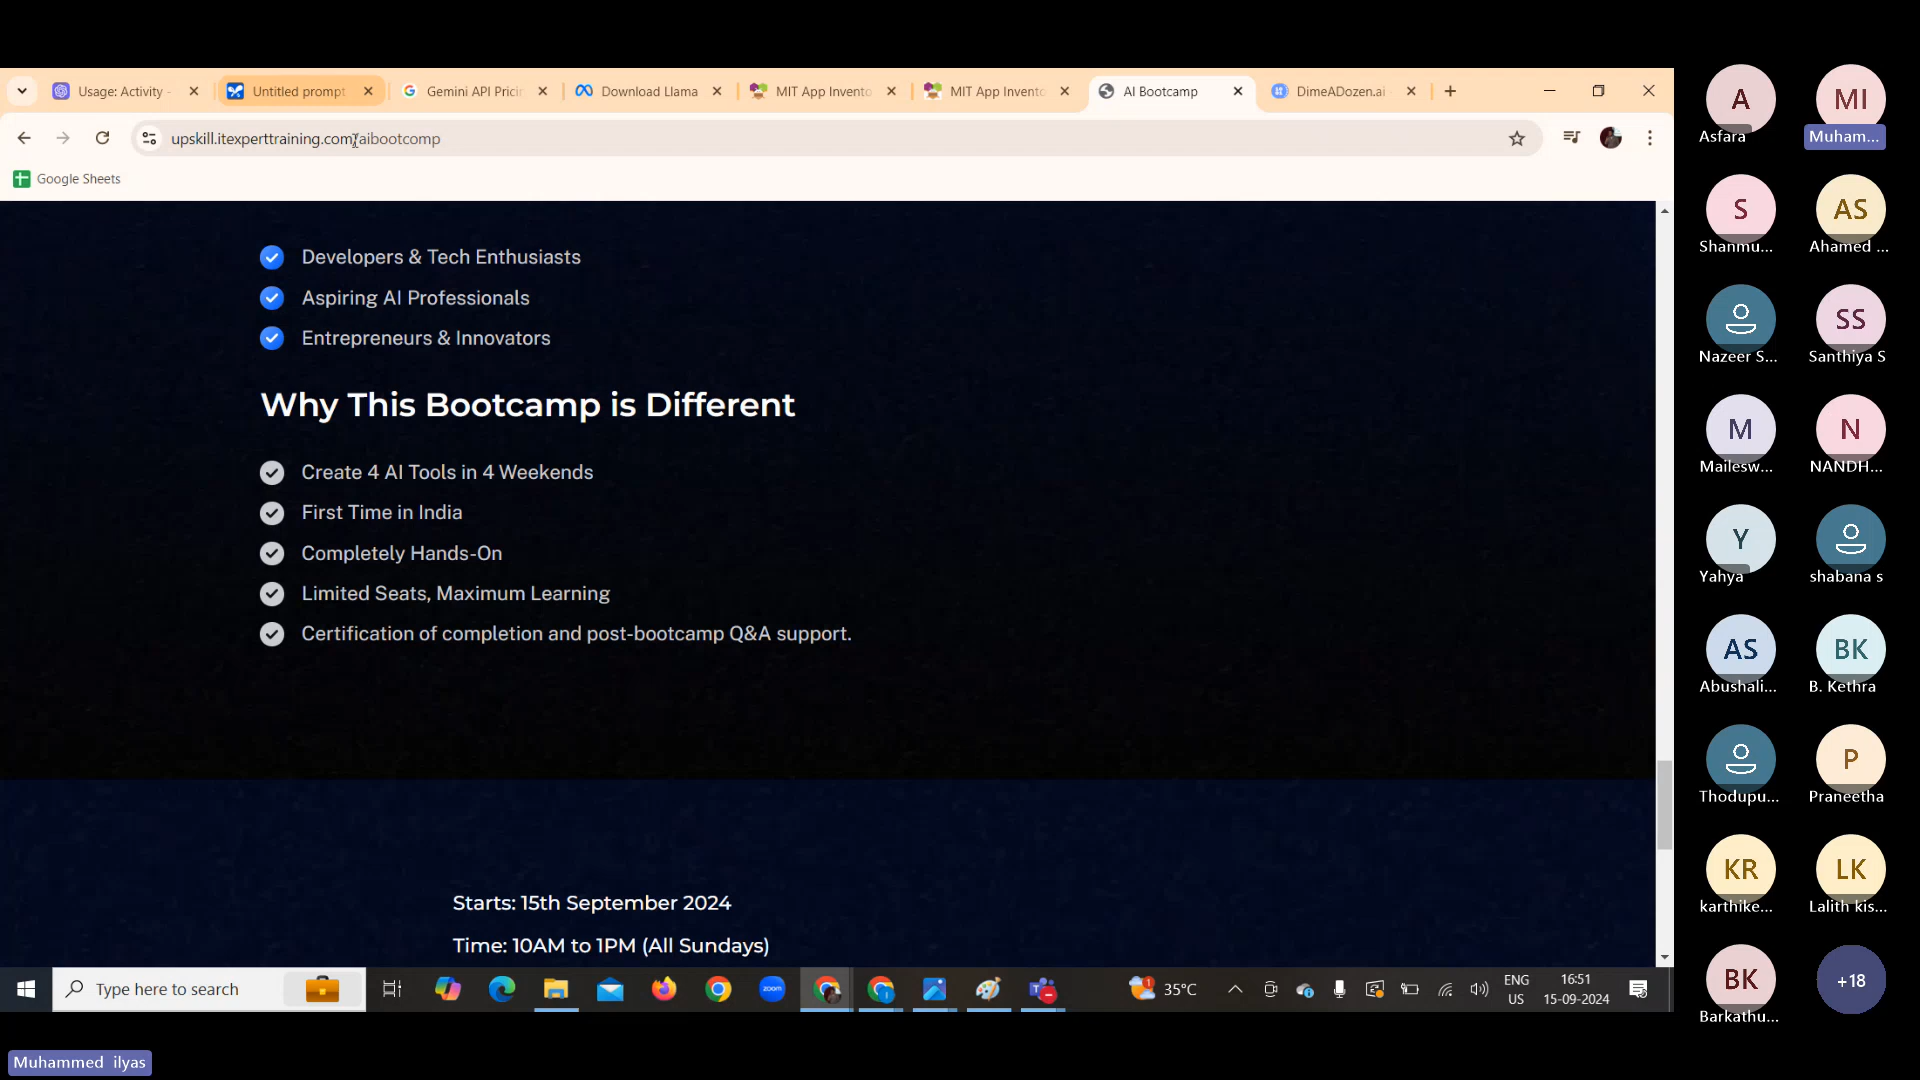 Usage: Activity -
Untitled prompt
Gemini API Pricin
Download Llama
MIT App Invento
MIT App Invento
AI Bootcamp
DimeADozen.ai -
upskill.itexperttraining.com/aibootcomp
Google Sheets
Developers & Tech Enthusiasts
Aspiring AI Professionals
Entrepreneurs & Innovators
Why This Bootcamp is Different
Create 4 AI Tools in 4 Weekends
First Time in India
Completely Hands-On
Limited Seats, Maximum Learning
Certification of completion and post-bootcamp Q&A support.
Starts: 15th September 2024
Time: 10AM to 1PM (All Sundays)
Type here to search
zoom
1
35°C
ENG
US
16:51
15-09-2024
A
Asfara
MI
Muham...
S
Shanmu...
AS
Ahamed ...
Nazeer S...
SS
Santhiya S
M
Mailesw...
N
NANDH...
Y
Yahya
shabana s
AS
Abushali...
BK
B. Kethra
Thodupu...
P
Praneetha
KR
karthike...
LK
Lalith kis...
BK
Barkathu...
+18
Muhammed ilyas